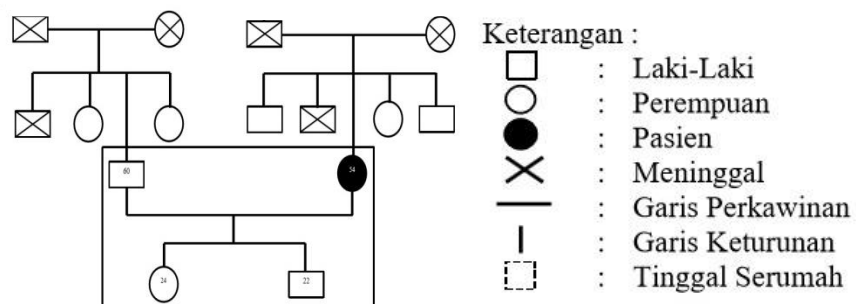 Keterangan :
: Laki-Laki
: Perempuan
: Pasien
: Meninggal
: Garis Perkawinan
: Garis Keturunan
: Tinggal Serumah
60
54
24
22